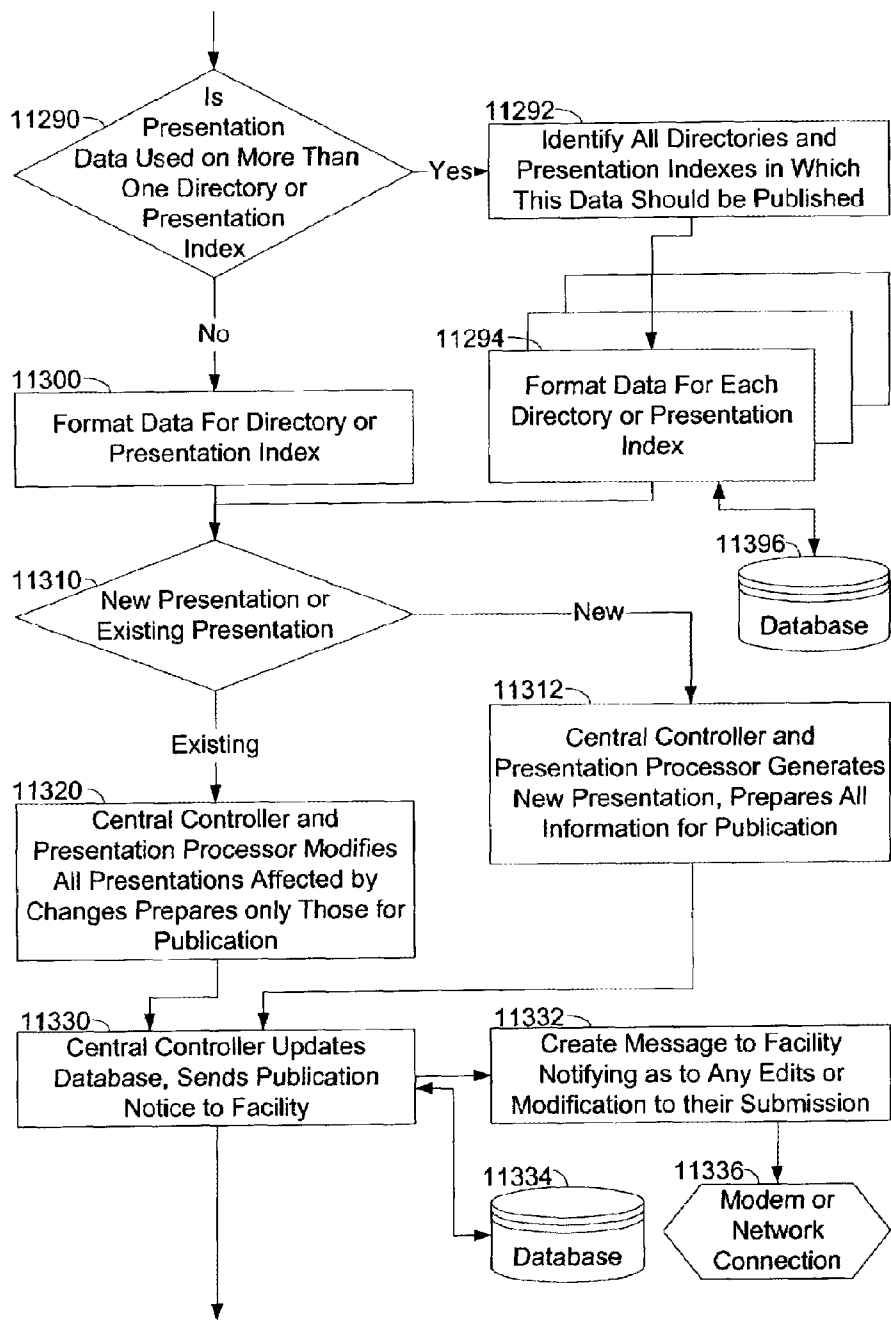 11290
Is
Presentation
Data Used on More Than
One Directory or
Presentation
Index
Yes
11292
Identify All Directories and
Presentation Indexes in Which
This Data Should be Published
No
11294
Format Data For Each
Directory or Presentation
Index
11300
Format Data For Directory or
Presentation Index
11396
Database
11310
New Presentation or
Existing Presentation
New
11312
Central Controller and
Presentation Processor Generates
New Presentation, Prepares All
Information for Publication
Existing
11320
Central Controller and
Presentation Processor Modifies
All Presentations Affected by
Changes Prepares only Those for
Publication
11330
Central Controller Updates
Database, Sends Publication
Notice to Facility
11332
Create Message to Facility
Notifying as to Any Edits or
Modification to their Submission
11334
Database
11336
Modem or
Network
Connection